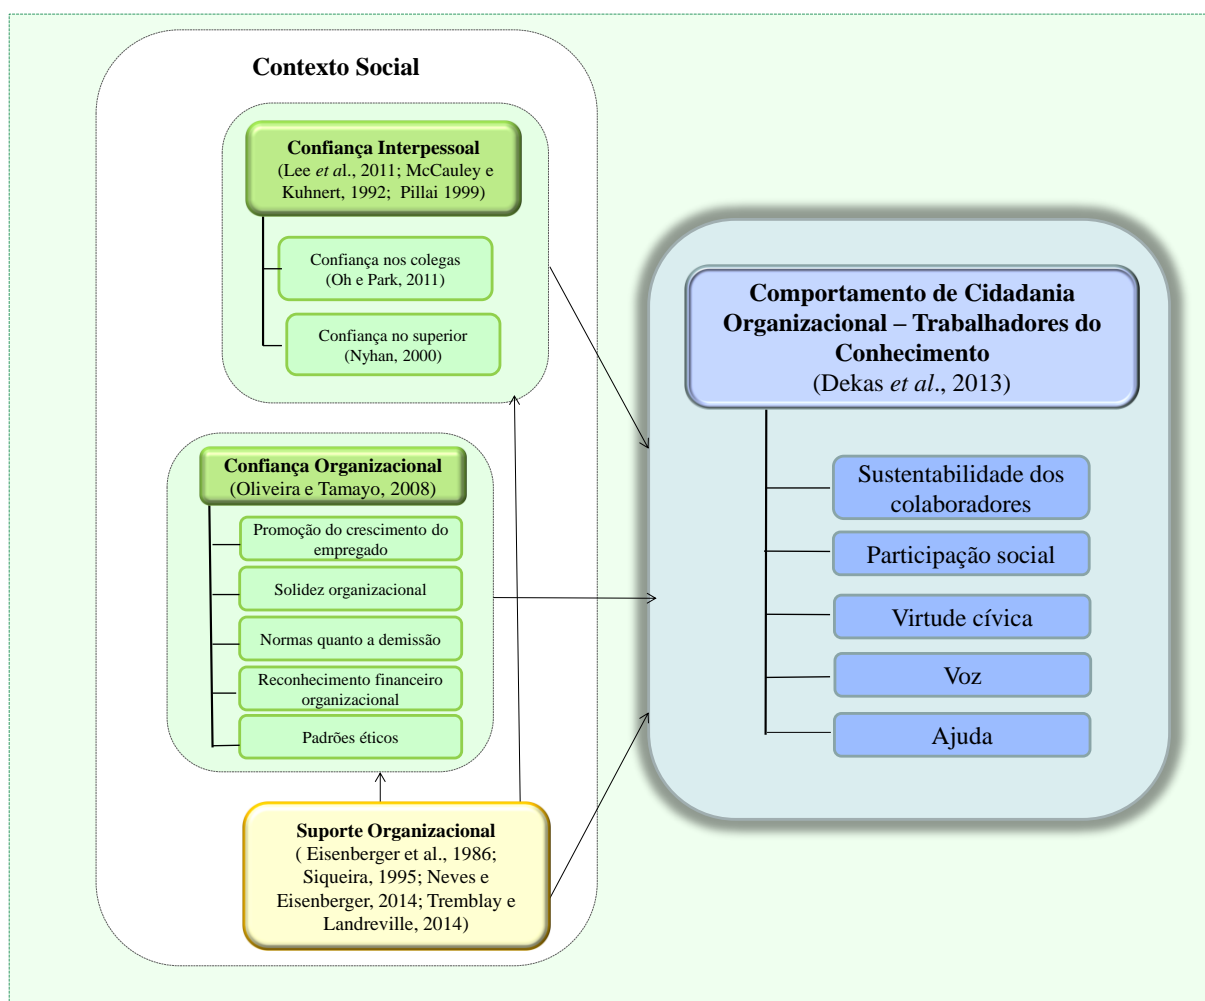 Contexto Social
Confiança Interpessoal
(Lee et al., 2011; McCauley e
Kuhnert, 1992; Pillai 1999)
Confiança nos colegas
(Oh e Park, 2011)
Confiança no superior
(Nyhan, 2000)
Confiança Organizacional
(Oliveira e Tamayo, 2008)
Promoção do crescimento do
empregado
Solidez organizacional
Normas quanto a demissão
Reconhecimento financeiro
organizacional
Padrões éticos
Suporte Organizacional
( Eisenberger et al., 1986;
Siqueira, 1995; Neves e
Eisenberger, 2014; Tremblay e
Landreville, 2014)
Comportamento de Cidadania
Organizacional – Trabalhadores do
Conhecimento
(Dekas et al., 2013)
Sustentabilidade dos
colaboradores
Participação social
Virtude cívica
Voz
Ajuda